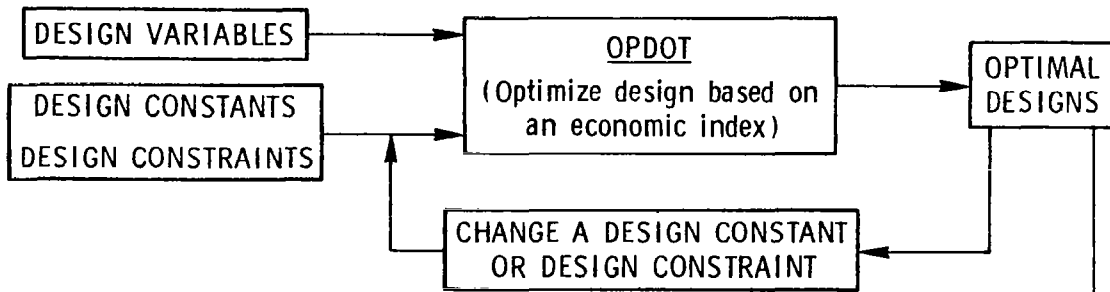 DESIGN VARIABLES
DESIGN CONSTANTS
DESIGN CONSTRAINTS
OPDOT
(Optimize design based on
an economic index)
OPTIMAL
DESIGNS
CHANGE A DESIGN CONSTANT
OR DESIGN CONSTRAINT